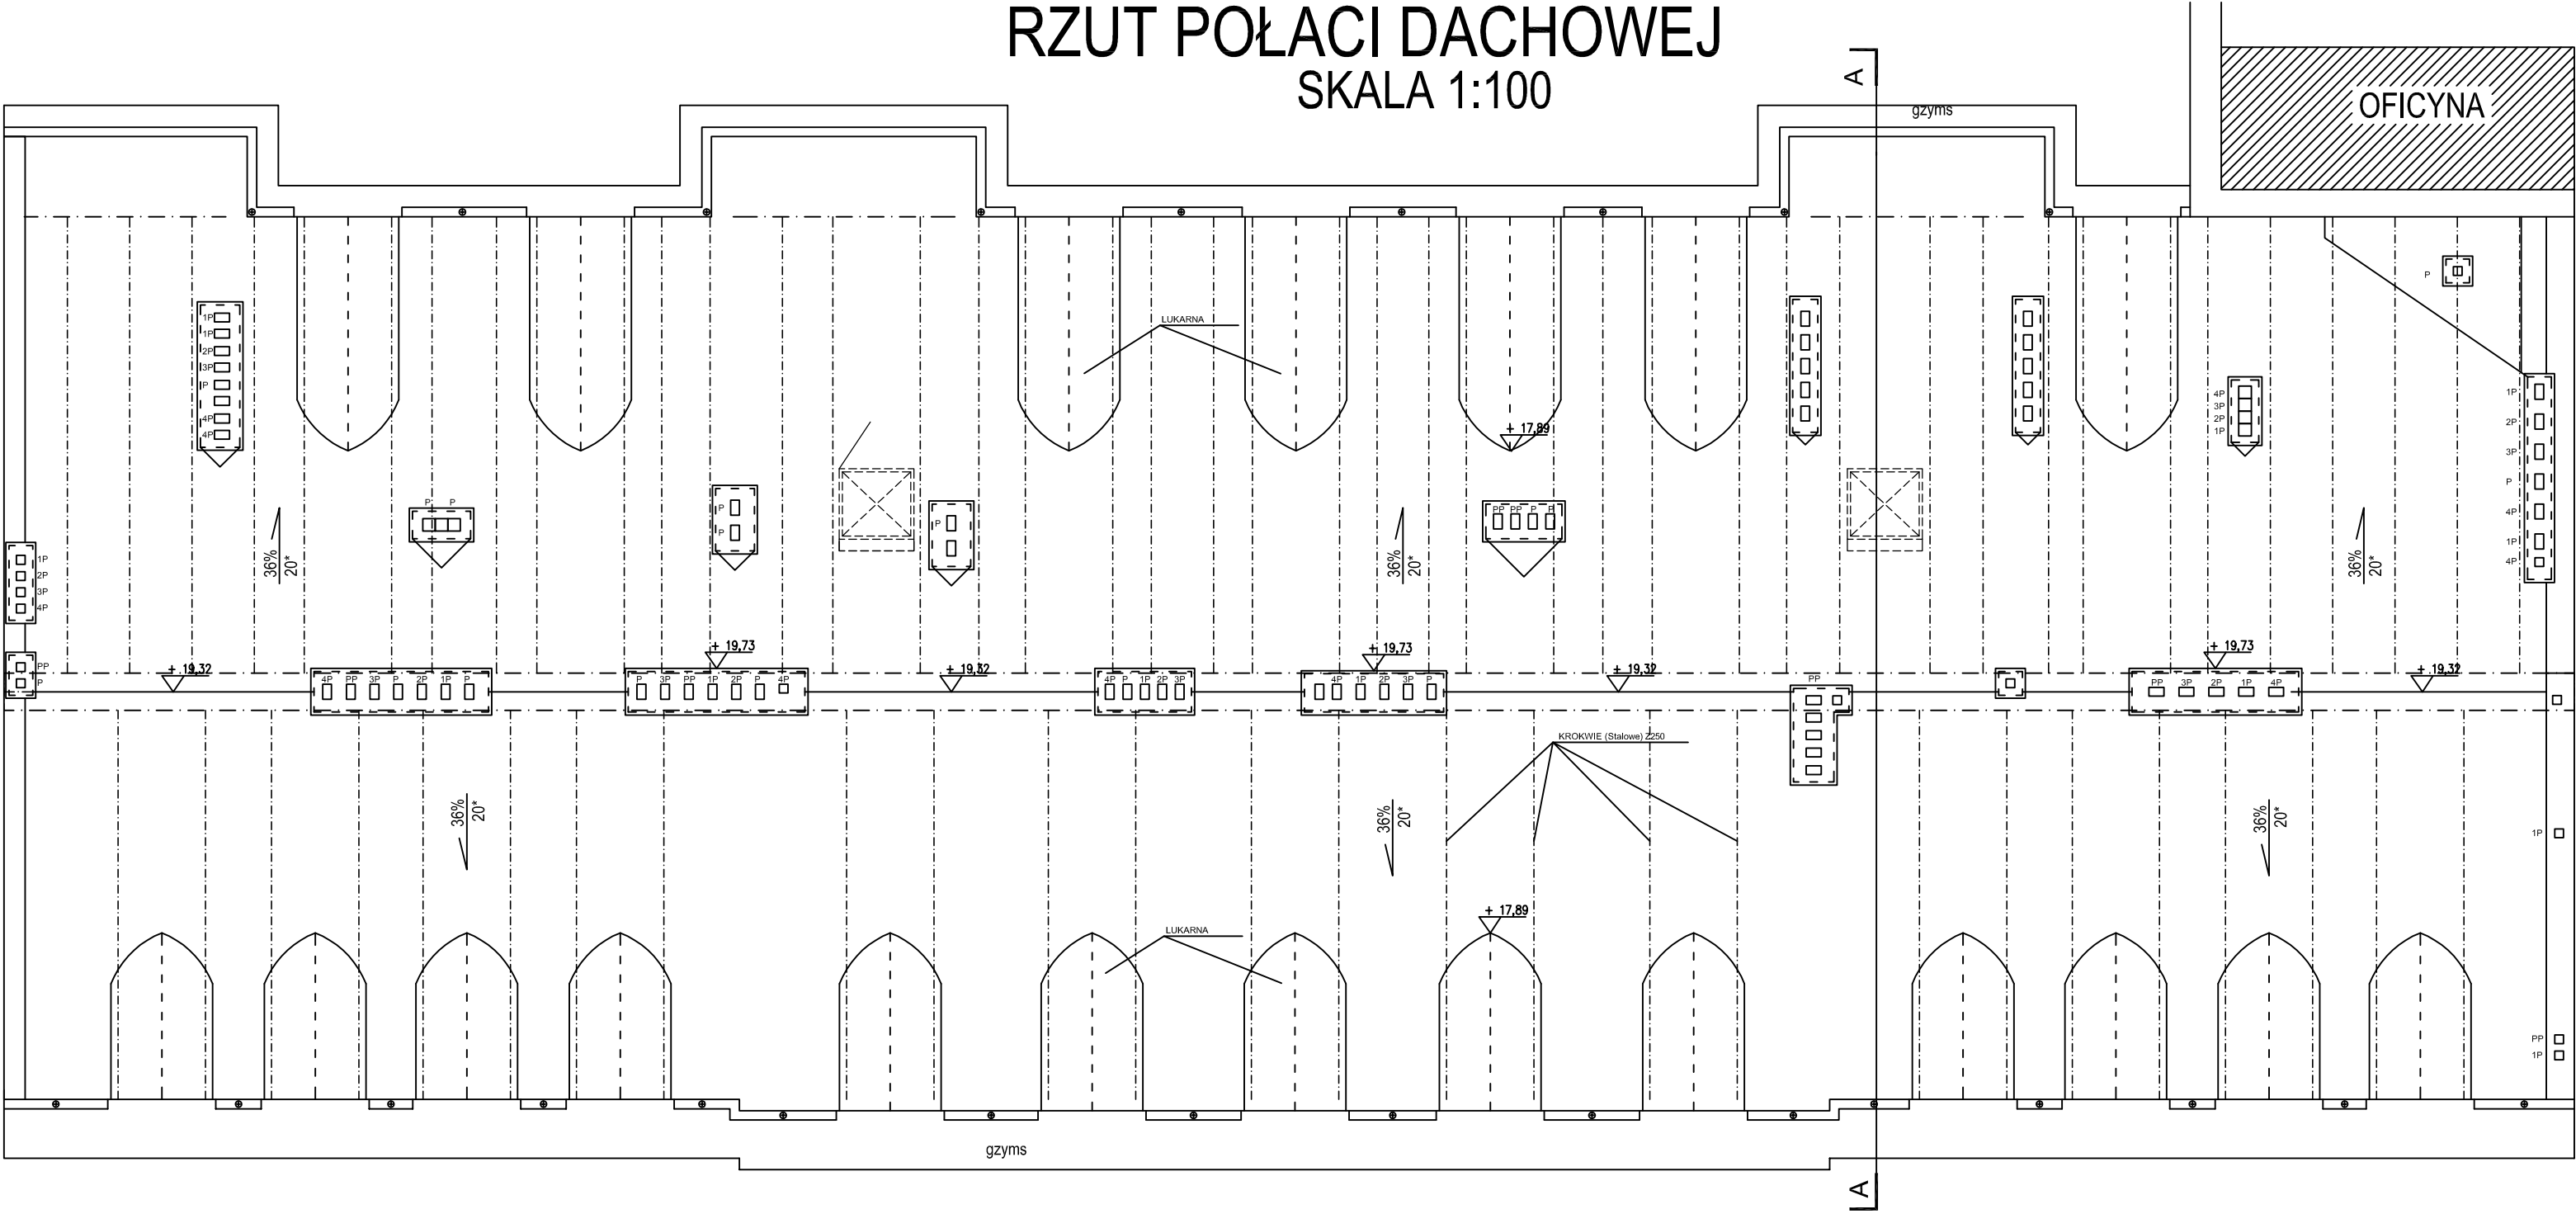 RZUT POŁACI DACHOWEJ
SKALA 1:100
A
OFICYNA
gzyms
P
LUKARNA
1P
1P
2P
3P
P
4P
4P
+ 17,89
4P
3P
2P
1P
1P
2P
3P
P
4P
1P
4P
P P
P
P
P
PP PP P P
36%
20*
36%
20*
36%
20*
1P
2P
3P
4P
PP
P
+ 19,32
+ 19,73
+ 19,32
+ 19,73
+ 19,32
+ 19,73
+ 19,32
4P PP 3P P 2P 1P P
P 3P PP 1P 2P P 4P
4P P 1P 2P 3P
4P 1P 2P 3P P
PP
PP 3P 2P 1P 4P
KROKWIE (Stalowe) Z250
36%
20*
36%
20*
36%
20*
1P
+ 17,89
LUKARNA
PP
1P
gzyms
A